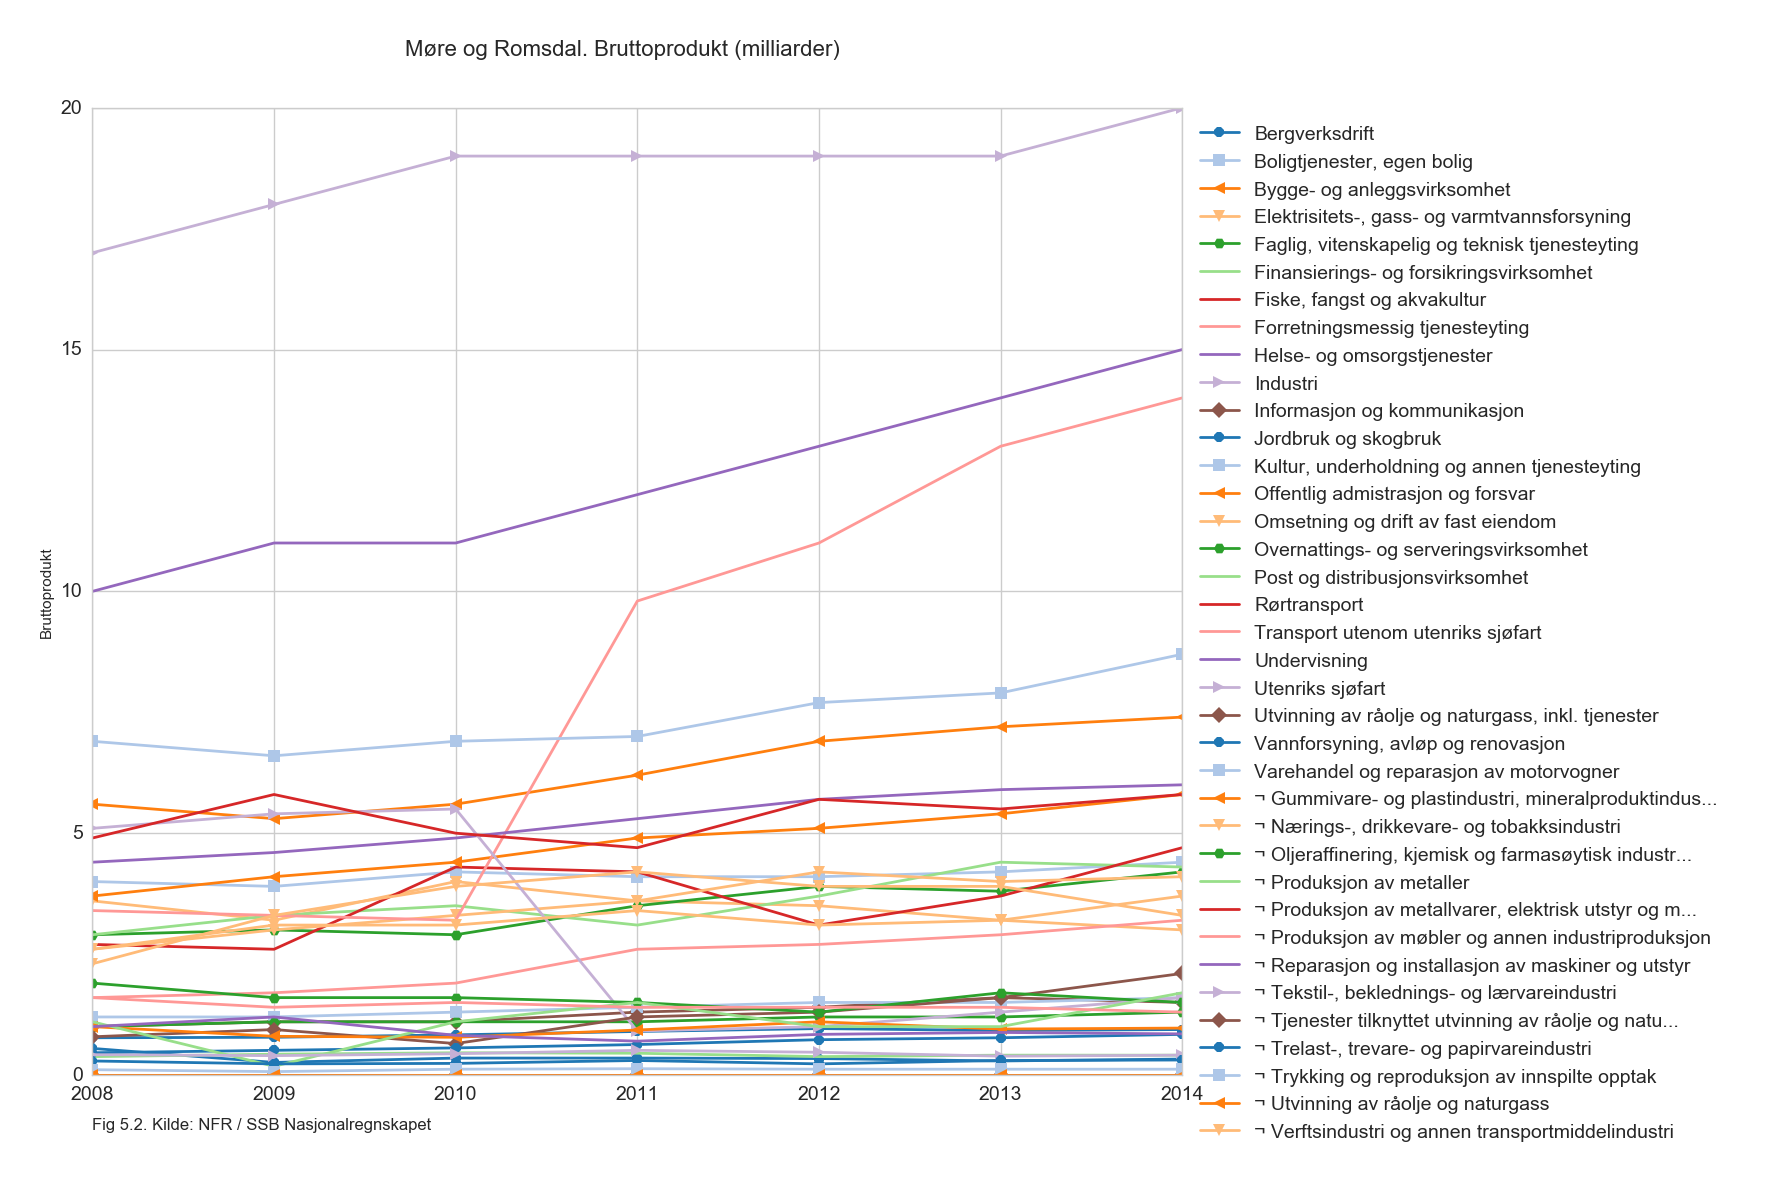 Møre og Romsdal. Bruttoprodukt (milliarder)
20
15
10
5
0
Bruttoprodukt
2008 2009 2010 2011 2012 2013 2014
Fig 5.2. Kilde: NFR / SSB Nasjonalregnskapet
Bergverksdrift
Boligtjenester, egen bolig
Bygge- og anleggsvirksomhet
Elektrisitets-, gass- og varmtvannsforsyning
Faglig, vitenskapelig og teknisk tjenesteyting
Finansierings- og forsikringsvirksomhet
Fiske, fangst og akvakultur
Forretningsmessig tjenesteyting
Helse- og omsorgstjenester
Industri
Informasjon og kommunikasjon
Jordbruk og skogbruk
Kultur, underholdning og annen tjenesteyting
Offentlig admistrasjon og forsvar
Omsetning og drift av fast eiendom
Overnattings- og serveringsvirksomhet
Post og distribusjonsvirksomhet
Rørtransport
Transport utenom utenriks sjøfart
Undervisning
Utenriks sjøfart
Utvinning av råolje og naturgass, inkl. tjenester
Vannforsyning, avløp og renovasjon
Varehandel og reparasjon av motorvogner
¬ Gummivare- og plastindustri, mineralproduktindus...
¬ Nærings-, drikkevare- og tobakksindustri
¬ Oljeraffinering, kjemisk og farmasøytisk industr...
¬ Produksjon av metaller
¬ Produksjon av metallvarer, elektrisk utstyr og m...
¬ Produksjon av møbler og annen industriproduksjon
¬ Reparasjon og installasjon av maskiner og utstyr
¬ Tekstil-, beklednings- og lærvareindustri
¬ Tjenester tilknyttet utvinning av råolje og natu...
¬ Trelast-, trevare- og papirvareindustri
¬ Trykking og reproduksjon av innspilte opptak
¬ Utvinning av råolje og naturgass
¬ Verftsindustri og annen transportmiddelindustri